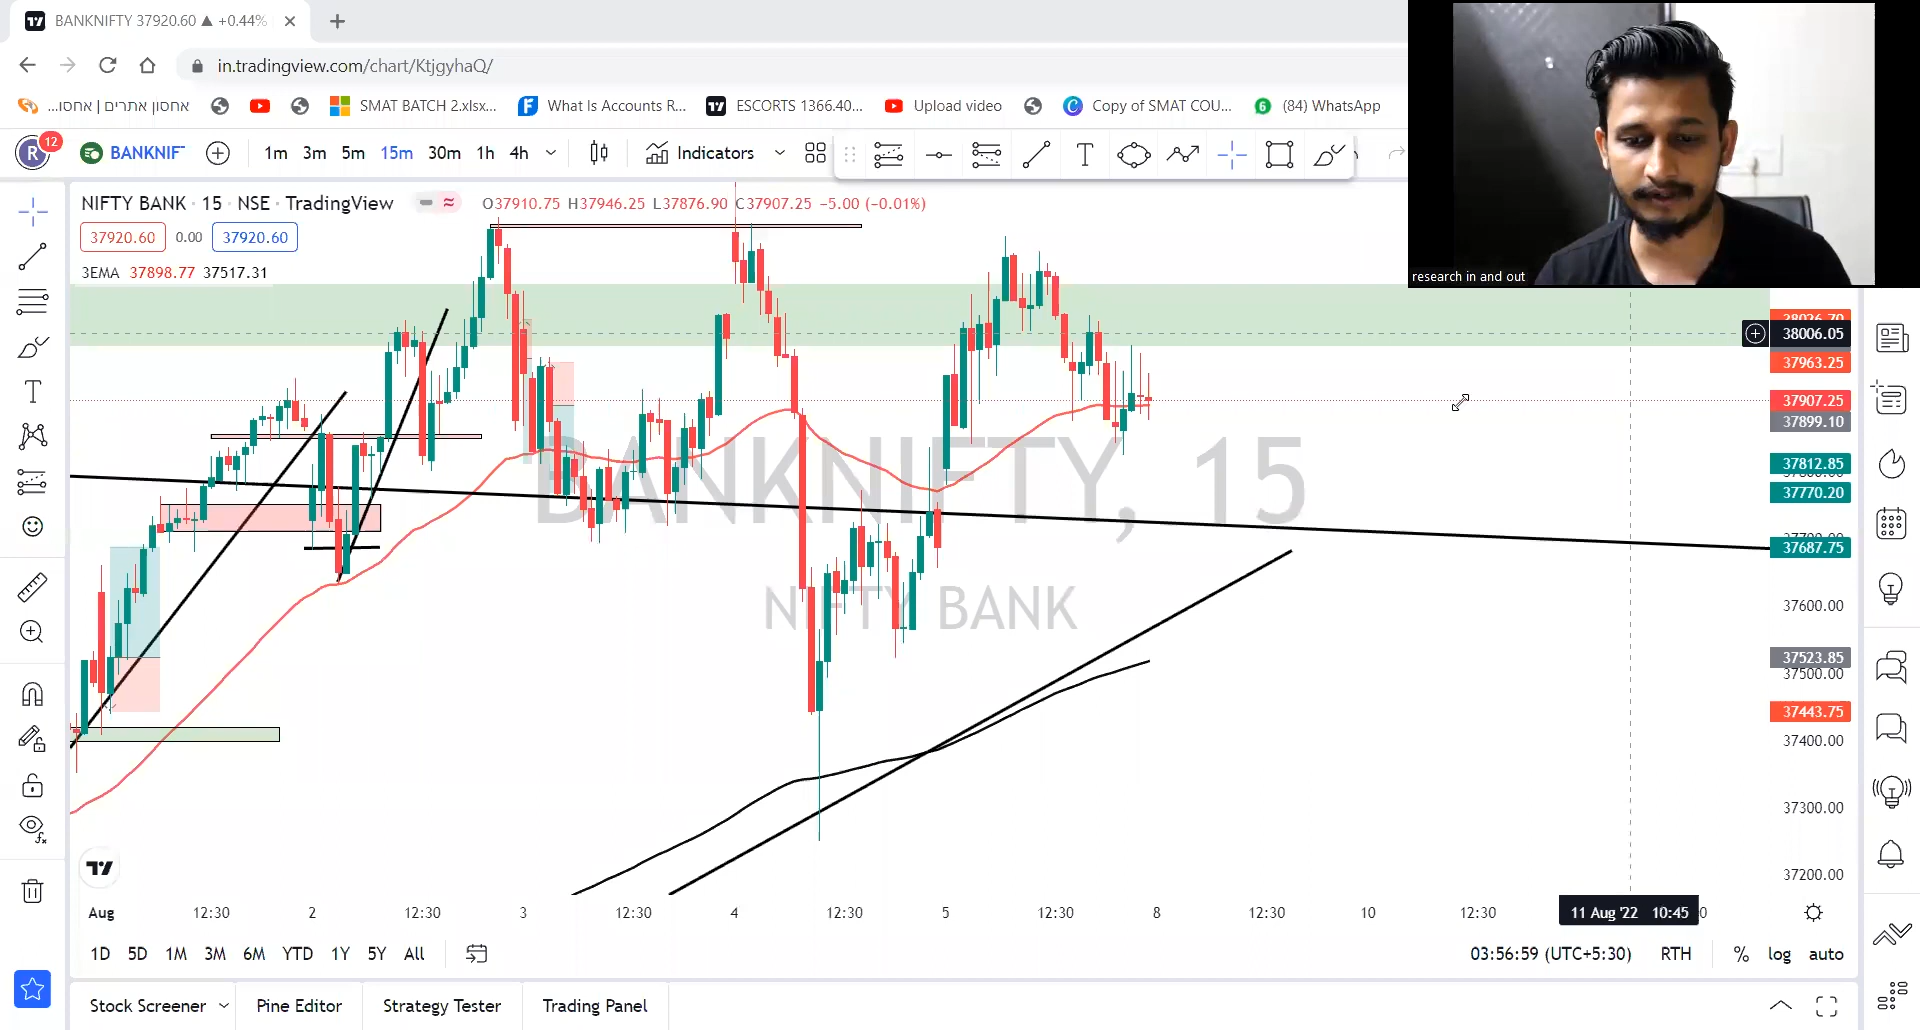 BANKNIFTY 37920.60 ▲ +0.44%
in.tradingview.com/chart/KtjgyhaQ/
אחסון אתרים | אחסו...
SMAT BATCH 2.xlsx...
What Is Accounts R...
ESCORTS 1366.40...
Upload video
Copy of SMAT COU...
(84) WhatsApp
R 12
BANKNIF
1m 3m 5m 15m 30m 1h 4h
Indicators
NIFTY BANK · 15 · NSE · TradingView
O37910.75 H37946.25 L37876.90 C37907.25 −5.00 (−0.01%)
37920.60 0.00 37920.60
3EMA 37898.77 37517.31
research in and out
BANKNIFTY, 15
NIFTY BANK
38026.70
38006.05
37963.25
37907.25
37899.10
37812.85
37770.20
37687.75
37600.00
37523.85
37500.00
37443.75
37400.00
37300.00
37200.00
Aug 12:30 2 12:30 3 12:30 4 12:30 5 12:30 8 12:30 10 12:30 11 Aug '22 10:45
1D 5D 1M 3M 6M YTD 1Y 5Y All
03:56:59 (UTC+5:30) RTH % log auto
Stock Screener Pine Editor Strategy Tester Trading Panel